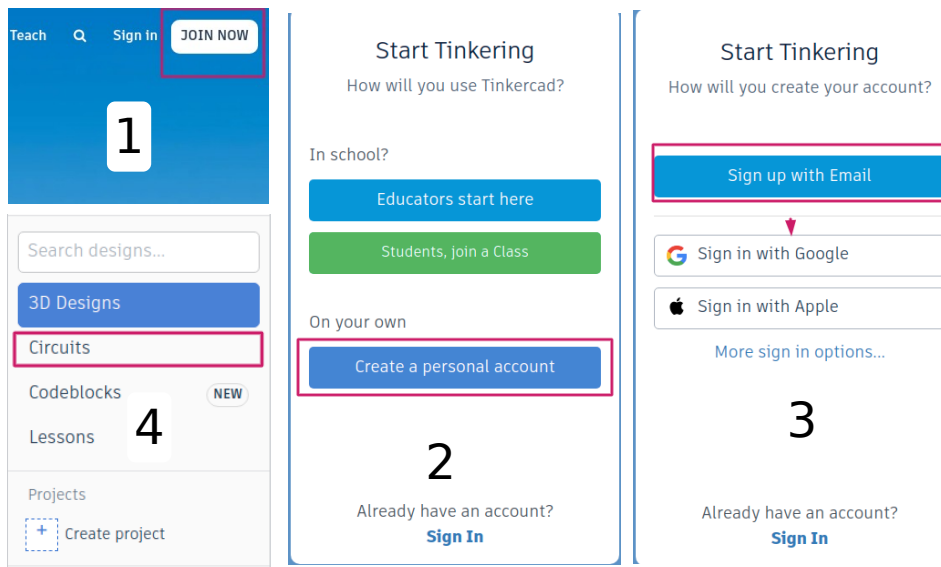 Teach Sign in JOIN NOW
1
Start Tinkering
How will you use Tinkercad?
In school?
Educators start here
Students, join a Class
On your own
Create a personal account
2
Already have an account?
Sign In
Start Tinkering
How will you create your account?
Sign up with Email
Sign in with Google
Sign in with Apple
More sign in options...
3
Already have an account?
Sign In
Search designs...
3D Designs
Circuits
Codeblocks NEW
4
Lessons
Projects
+ Create project